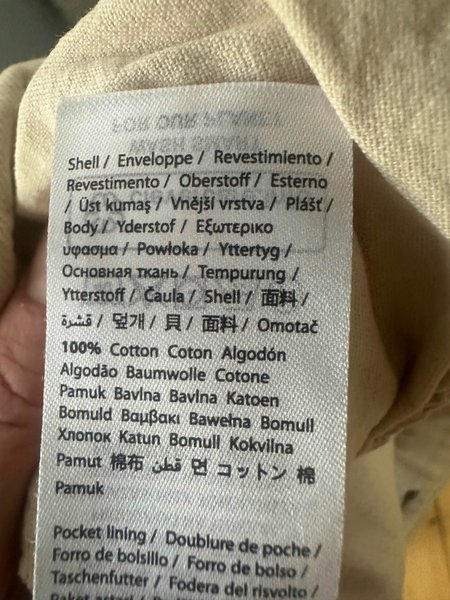 Shell / Enveloppe / Revestimiento /
Revestimento / Oberstoff / Esterno
/ Üst kumaş / Vnější vrstva / Plášť /
Body / Yderstof / Εξωτερικο
υφασμα / Powłoka / Yttertyg /
Основная ткань / Tempurung /
Ytterstoff / Čaula / Shell / 面料 /
قشرة / 덮개 / 貝 / 面料 / Omotač
100% Cotton Coton Algodón
Algodão Baumwolle Cotone
Pamuk Bavlna Bavlna Katoen
Bomuld Βαμβακι Bawełna Bomull
Хлопок Katun Bomull Kokvilna
Pamut 棉布 قطن 면 コットン 棉
Pamuk
Pocket lining / Doublure de poche /
Forro de bolsillo / Forro de bolso /
Taschenfutter / Fodera del risvolto /